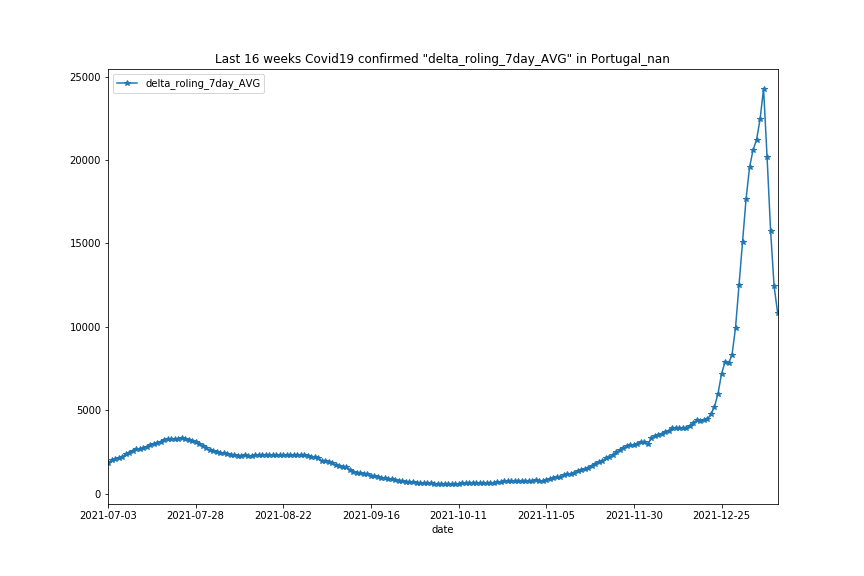 Last 16 weeks Covid19 confirmed "delta_roling_7day_AVG" in Portugal_nan
delta_roling_7day_AVG
25000
20000
15000
10000
5000
0
2021-07-03 2021-07-28 2021-08-22 2021-09-16 2021-10-11 2021-11-05 2021-11-30 2021-12-25
date